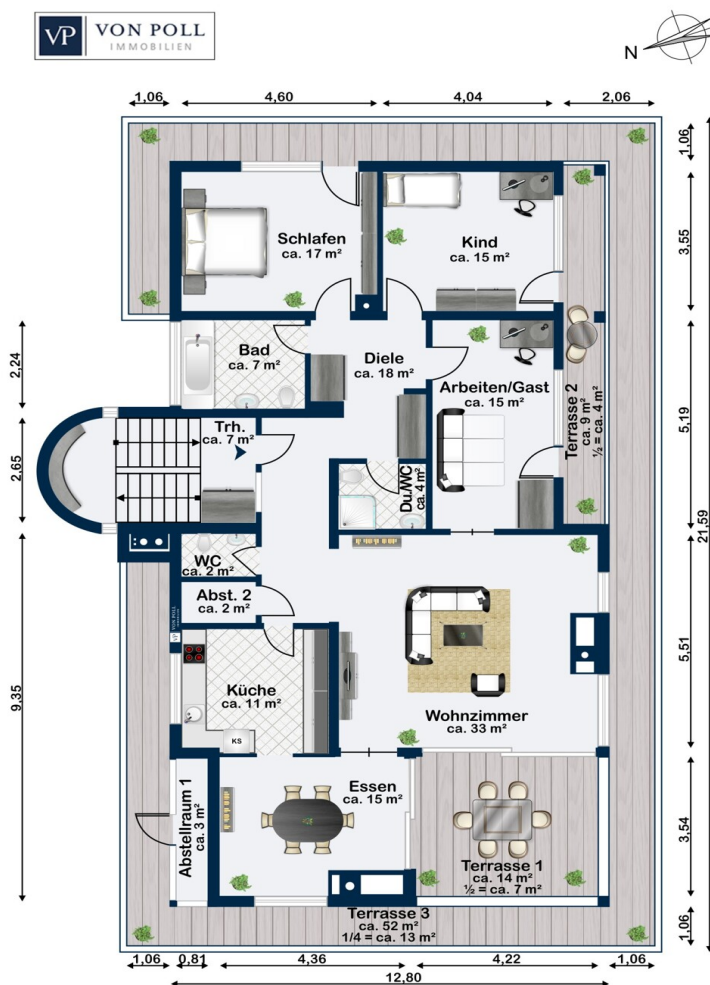 VP VON POLL
IMMOBILIEN
N
1,06
4,60
4,04
2,06
1,06
3,55
5,19
21,59
5,51
3,54
1,06
2,24
2,65
9,35
Schlafen
ca. 17 m²
Kind
ca. 15 m²
Bad
ca. 7 m²
Diele
ca. 18 m²
Arbeiten/Gast
ca. 15 m²
Terrasse 2
ca. 9 m²
½ = ca. 4 m²
Trh.
ca. 7 m²
Du./WC
ca. 4 m²
WC
ca. 2 m²
Abst. 2
ca. 2 m²
VP VON POLL
Küche
ca. 11 m²
KS
Wohnzimmer
ca. 33 m²
Essen
ca. 15 m²
Abstellraum 1
ca. 3 m²
Terrasse 1
ca. 14 m²
½ = ca. 7 m²
Terrasse 3
ca. 52 m²
1/4 = ca. 13 m²
1,06
0,81
4,36
4,22
1,06
12,80